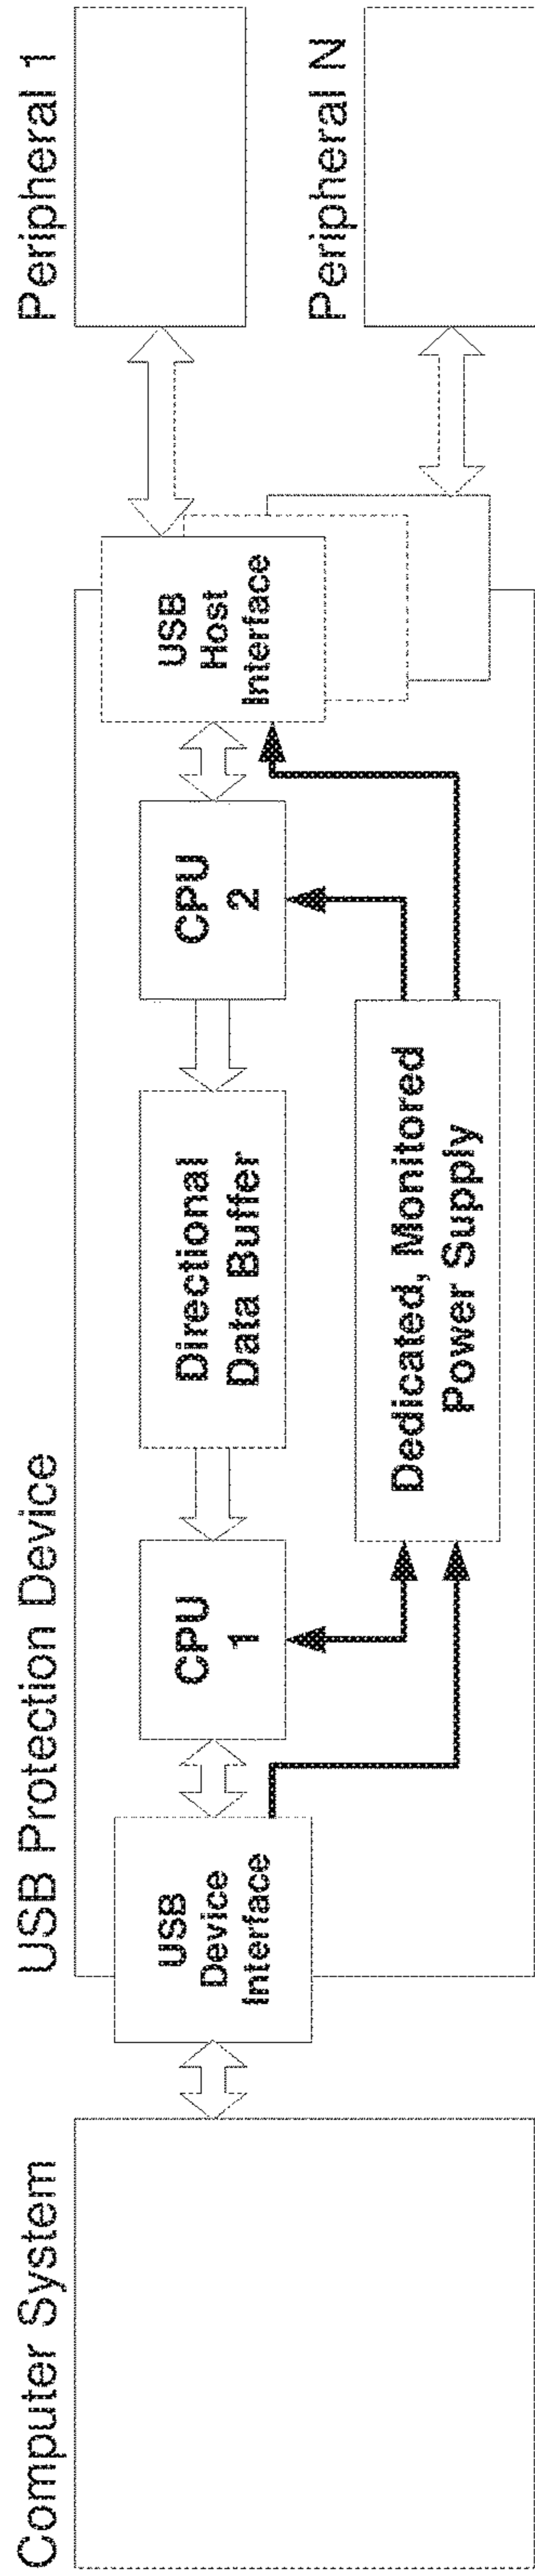 Computer System
USB Protection Device
Peripheral 1
Peripheral N
USB
Device
Interface
CPU
1
Directional
Data Buffer
CPU
2
USB
Host
Interface
Dedicated, Monitored
Power Supply